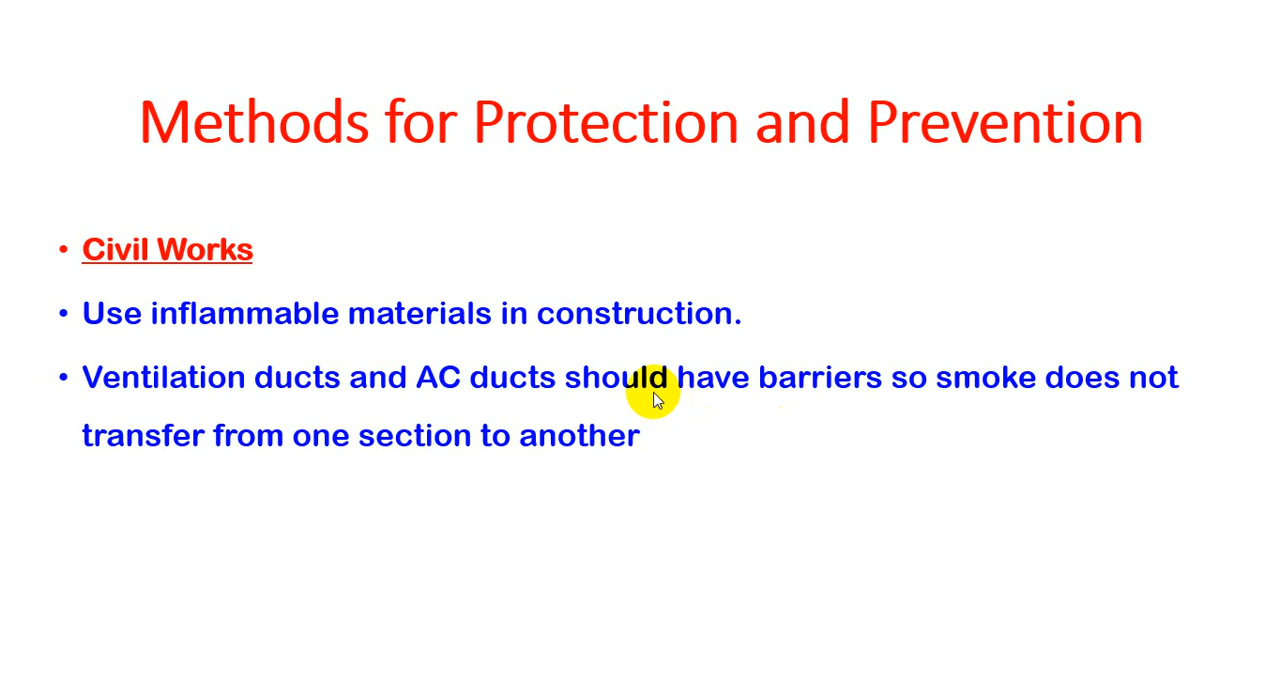 Methods for Protection and Prevention
• Civil Works
• Use inflammable materials in construction.
• Ventilation ducts and AC ducts should have barriers so smoke does not
transfer from one section to another